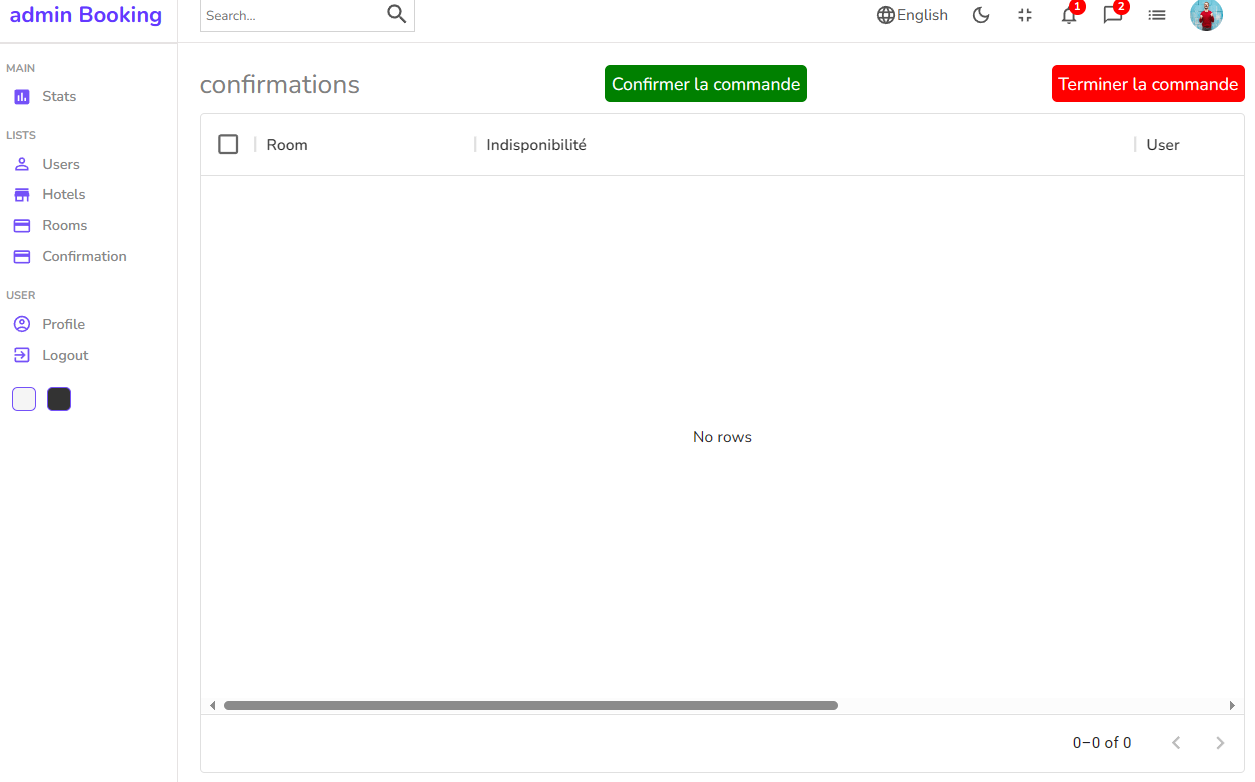 admin Booking
Search...
English
1
2
MAIN
Stats
LISTS
Users
Hotels
Rooms
Confirmation
USER
Profile
Logout
confirmations
Confirmer la commande
Terminer la commande
Room
Indisponibilité
User
No rows
0–0 of 0